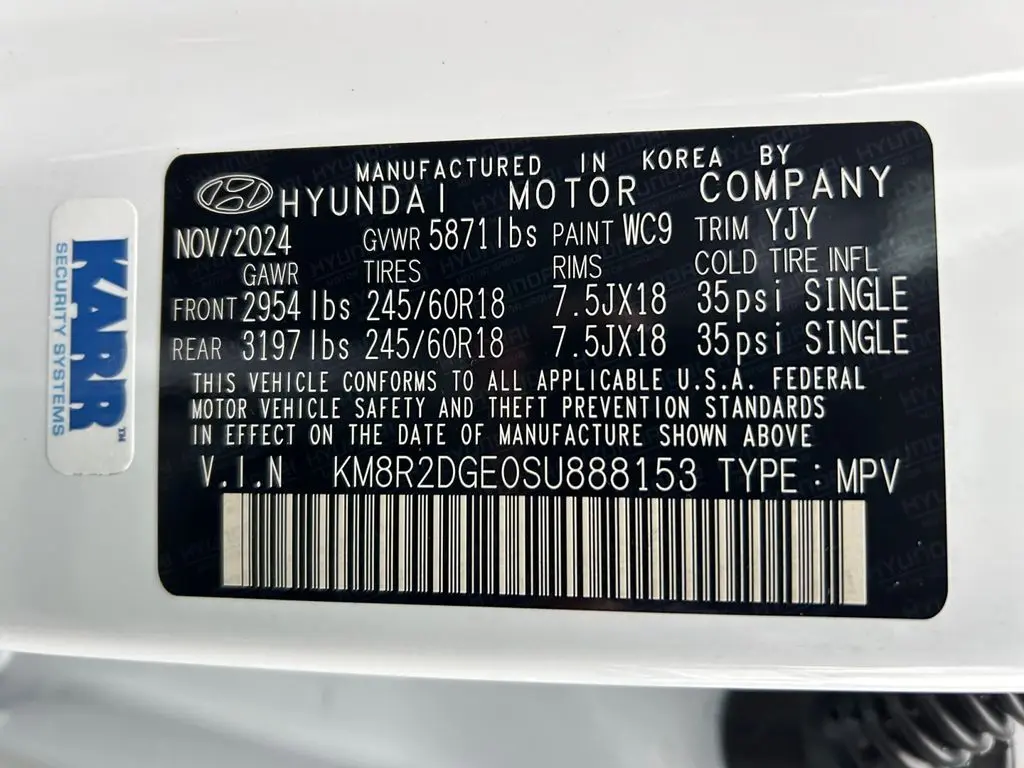 MANUFACTURED IN KOREA BY
HYUNDAI MOTOR COMPANY
NOV/2024 GVWR 5871lbs PAINT WC9 TRIM YJY
GAWR TIRES RIMS COLD TIRE INFL
FRONT 2954lbs 245/60R18 7.5JX18 35psi SINGLE
REAR 3197lbs 245/60R18 7.5JX18 35psi SINGLE
THIS VEHICLE CONFORMS TO ALL APPLICABLE U.S.A. FEDERAL
MOTOR VEHICLE SAFETY AND THEFT PREVENTION STANDARDS
IN EFFECT ON THE DATE OF MANUFACTURE SHOWN ABOVE
V.I.N KM8R2DGE0SU888153 TYPE : MPV
KARR™
SECURITY SYSTEMS